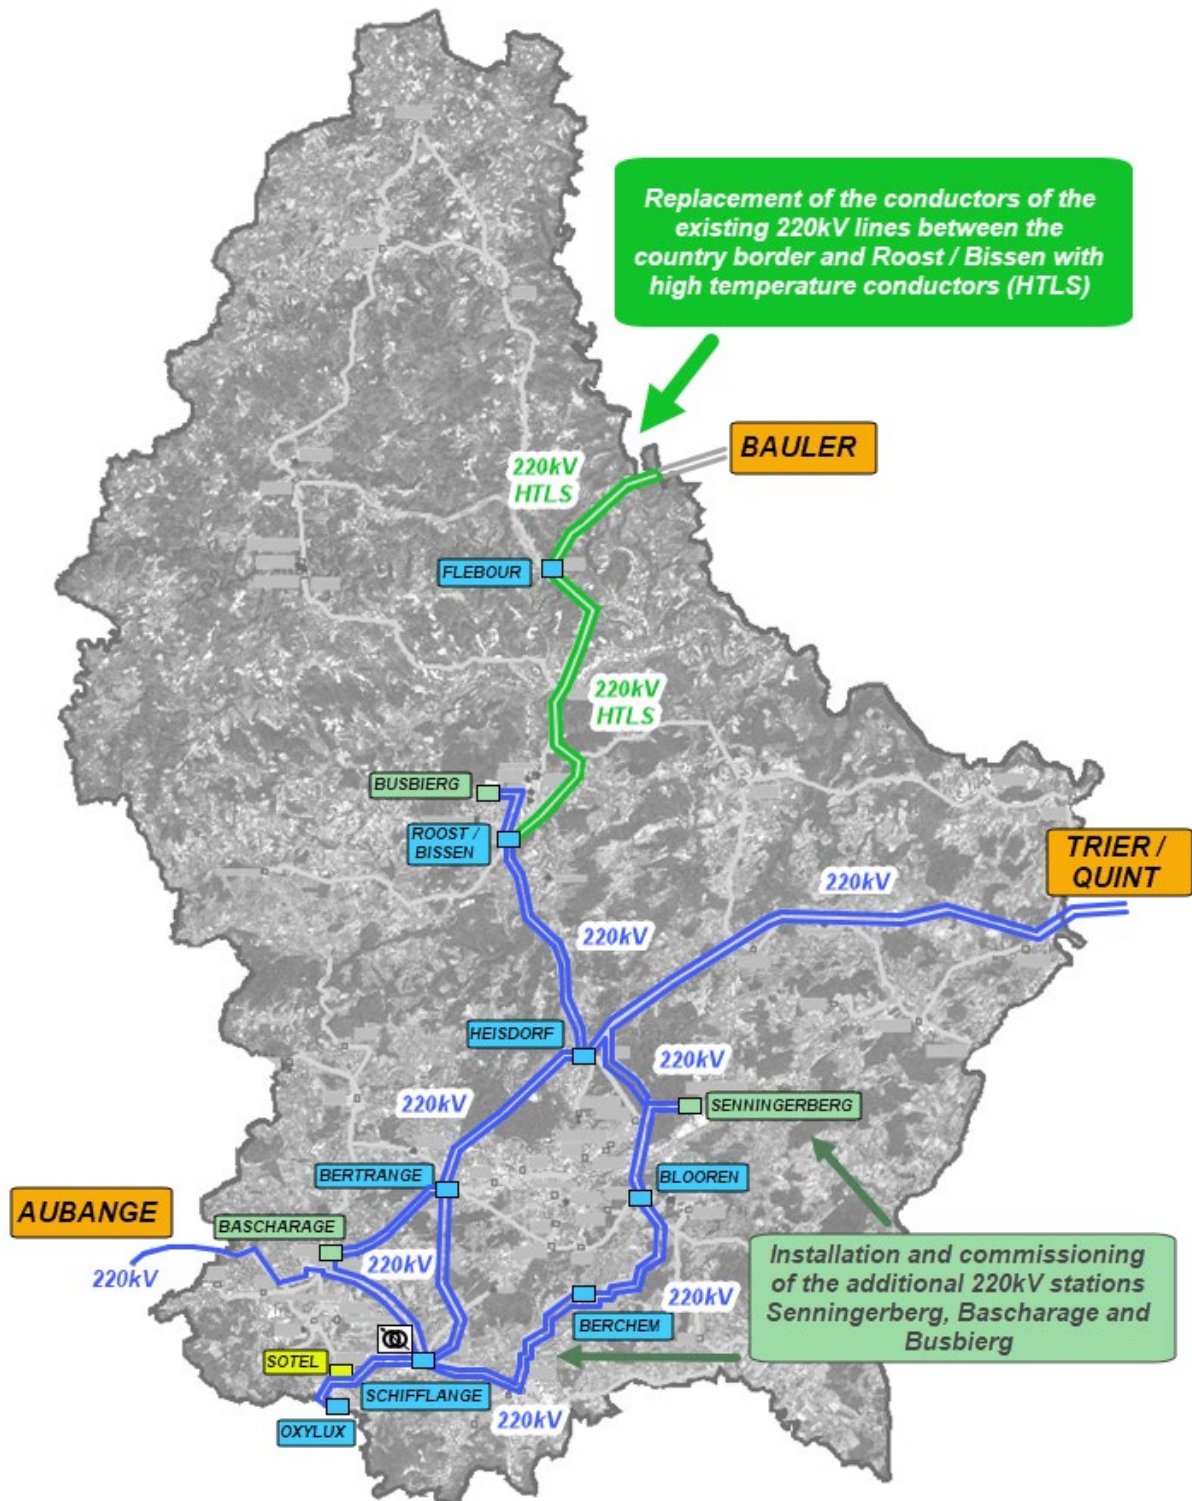 Replacement of the conductors of the
existing 220kV lines between the
country border and Roost / Bissen with
high temperature conductors (HTLS)
BAULER
220kV
HTLS
FLEBOUR
220kV
HTLS
BUSBIERG
ROOST /
BISSEN
TRIER /
QUINT
220kV
220kV
HEISDORF
220kV
220kV
SENNINGERBERG
BERTRANGE
BLOOREN
AUBANGE
BASCHARAGE
220kV
220kV
Installation and commissioning
of the additional 220kV stations
Senningerberg, Bascharage and
Busbierg
220kV
BERCHEM
SOTEL
SCHIFFLANGE
220kV
OXYLUX